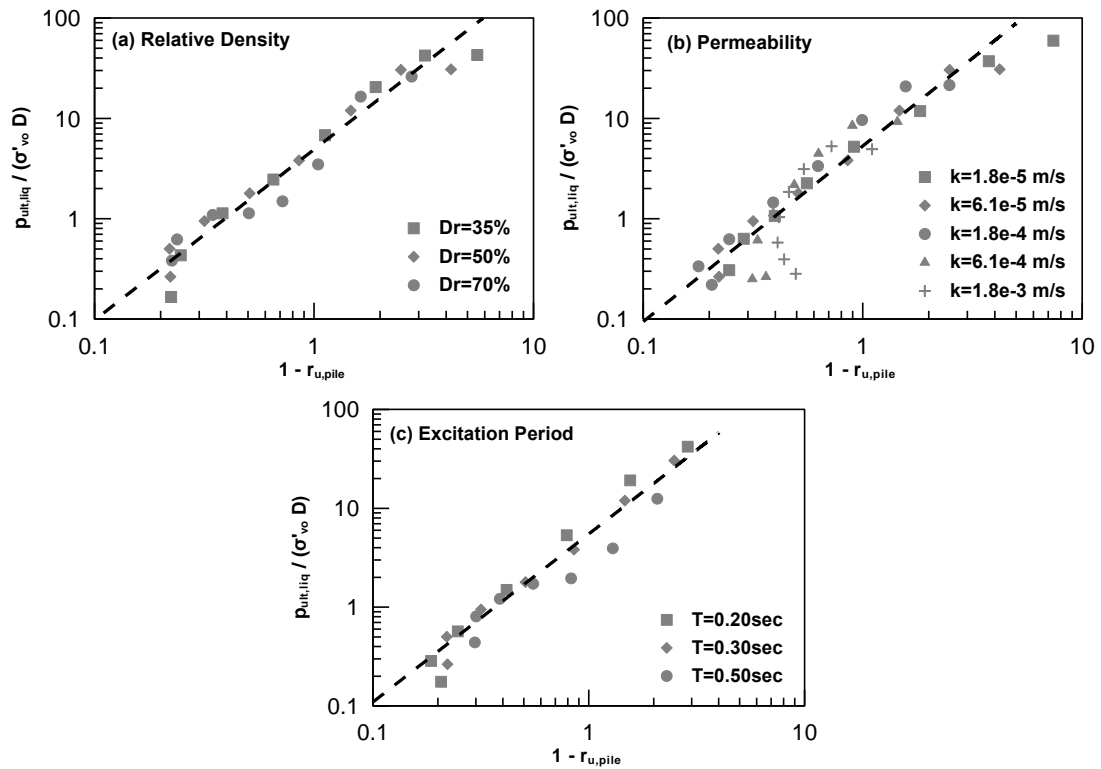 100
(a) Relative Density
10
1
0.1
p_ult,liq / (σ'_vo D)
Dr=35%
Dr=50%
Dr=70%
0.1 1 10
1 - r_u,pile
100
(b) Permeability
10
1
0.1
p_ult,liq / (σ'_vo D)
k=1.8e-5 m/s
k=6.1e-5 m/s
k=1.8e-4 m/s
k=6.1e-4 m/s
k=1.8e-3 m/s
0.1 1 10
1 - r_u,pile
100
(c) Excitation Period
10
1
0.1
p_ult,liq / (σ'_vo D)
T=0.20sec
T=0.30sec
T=0.50sec
0.1 1 10
1 - r_u,pile